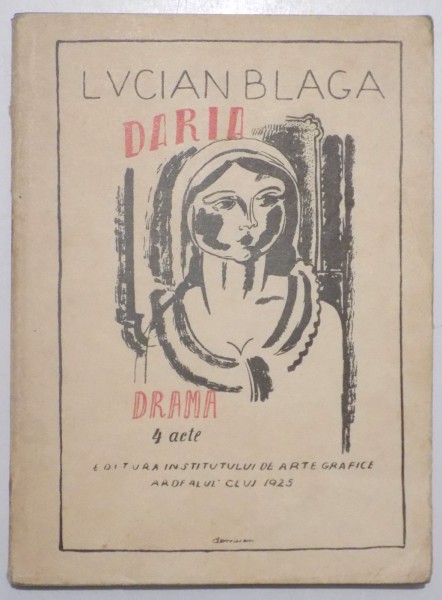 LVCIAN BLAGA
DARIA
DRAMA
4 acte
EDITURA INSTITUTULUI DE ARTE GRAFICE
ARDEALUL CLUJ 1925